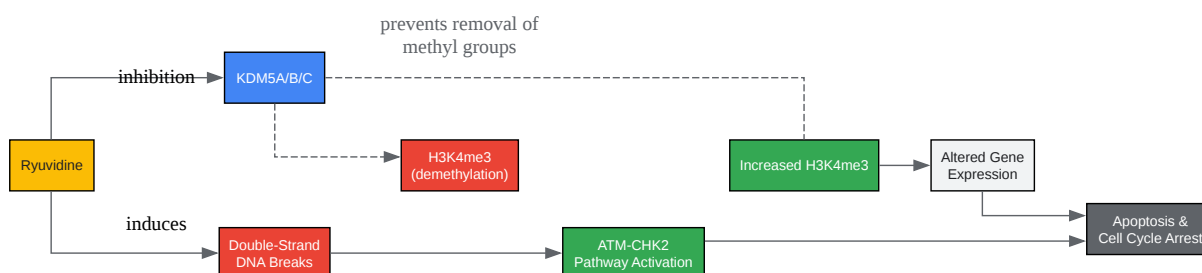 prevents removal of
methyl groups
inhibition
KDM5A/B/C
Ryuvidine
H3K4me3
(demethylation)
Increased H3K4me3
Altered Gene
Expression
induces
Double-Strand
DNA Breaks
ATM-CHK2
Pathway Activation
Apoptosis &
Cell Cycle Arrest